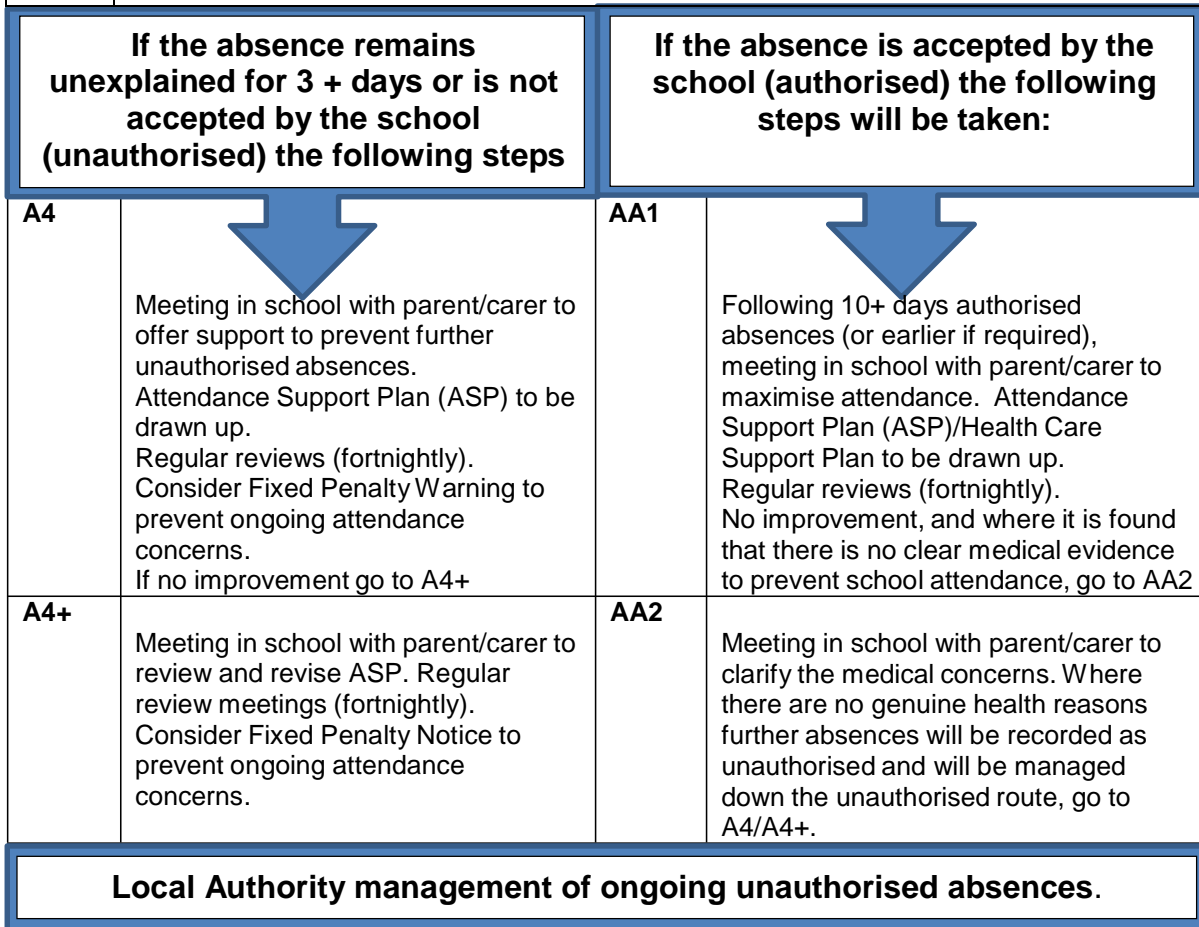 If the absence remains
unexplained for 3 + days or is not
accepted by the school
(unauthorised) the following steps
If the absence is accepted by the
school (authorised) the following
steps will be taken:
A4
Meeting in school with parent/carer to
offer support to prevent further
unauthorised absences.
Attendance Support Plan (ASP) to be
drawn up.
Regular reviews (fortnightly).
Consider Fixed Penalty Warning to
prevent ongoing attendance
concerns.
If no improvement go to A4+
AA1
Following 10+ days authorised
absences (or earlier if required),
meeting in school with parent/carer to
maximise attendance. Attendance
Support Plan (ASP)/Health Care
Support Plan to be drawn up.
Regular reviews (fortnightly).
No improvement, and where it is found
that there is no clear medical evidence
to prevent school attendance, go to AA2
A4+
Meeting in school with parent/carer to
review and revise ASP. Regular
review meetings (fortnightly).
Consider Fixed Penalty Notice to
prevent ongoing attendance
concerns.
AA2
Meeting in school with parent/carer to
clarify the medical concerns. Where
there are no genuine health reasons
further absences will be recorded as
unauthorised and will be managed
down the unauthorised route, go to
A4/A4+.
Local Authority management of ongoing unauthorised absences.